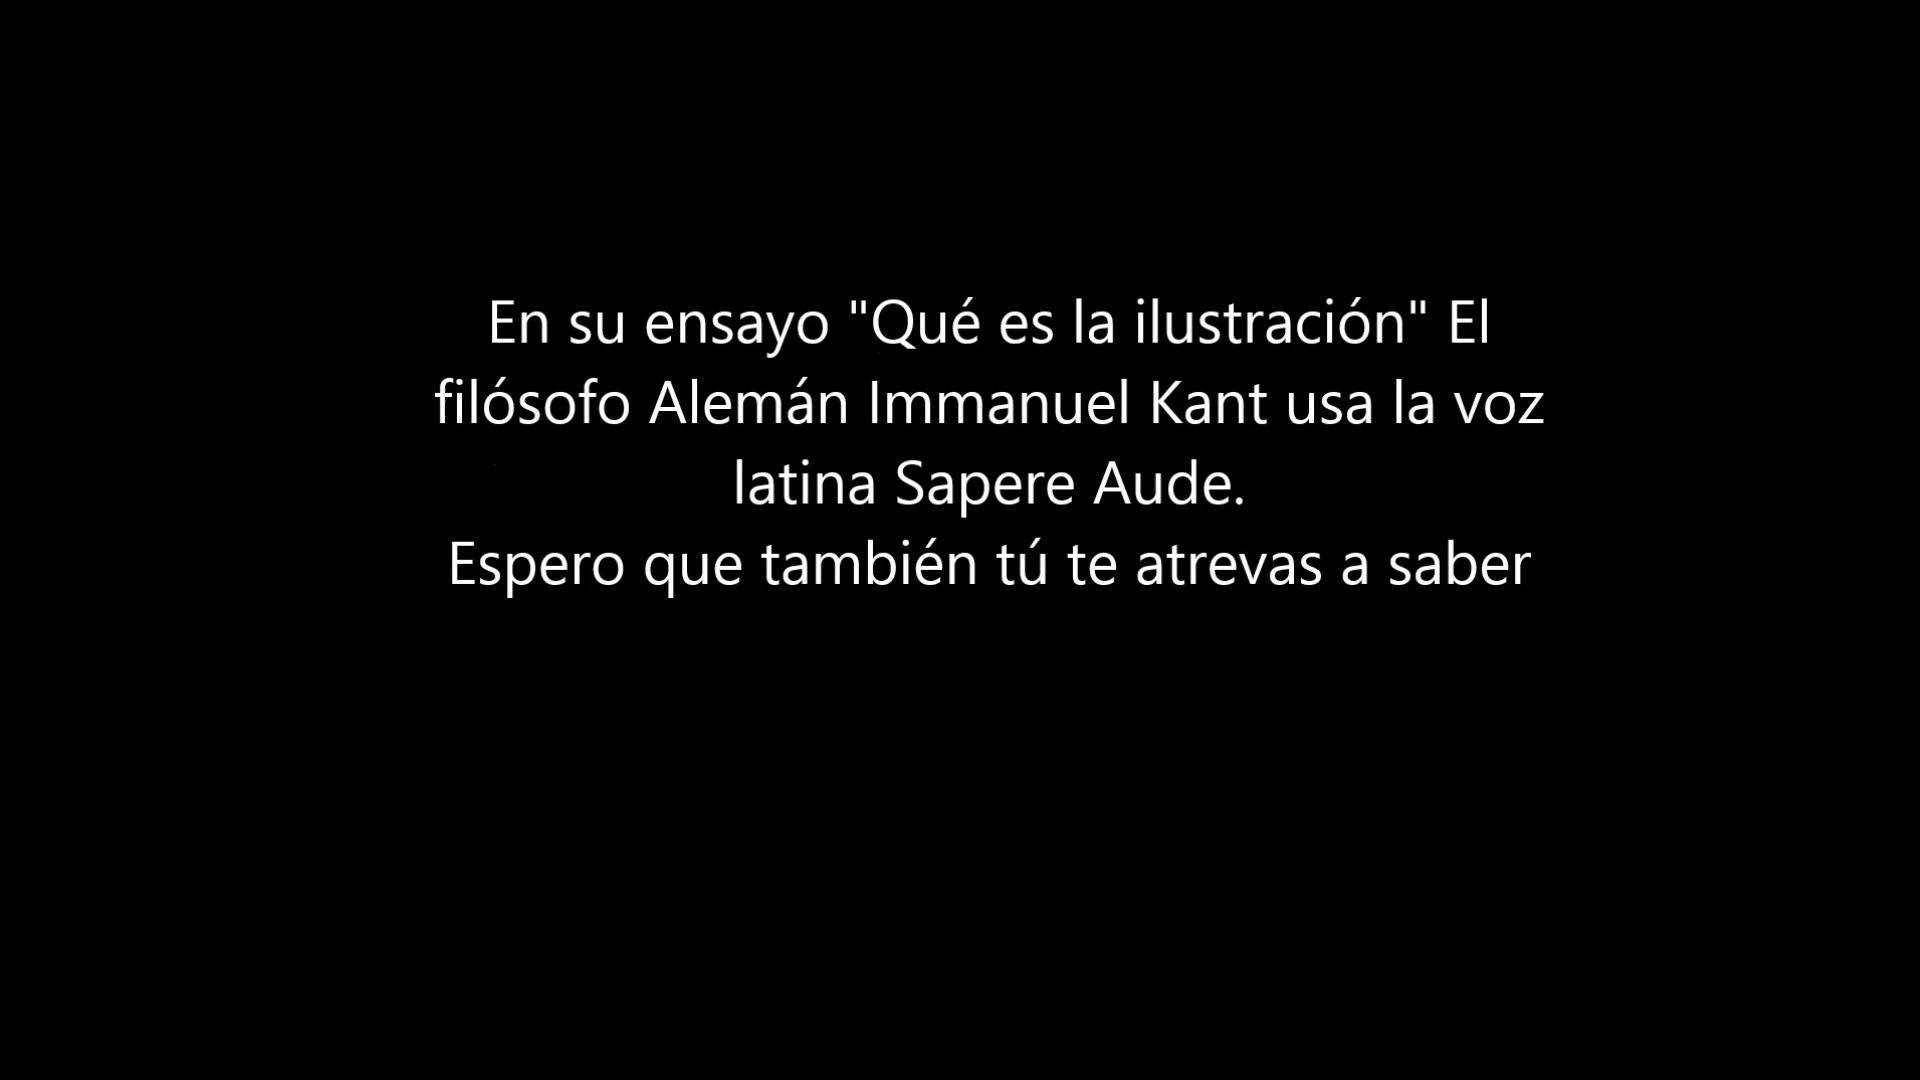 En su ensayo "Qué es la ilustración" El
filósofo Alemán Immanuel Kant usa la voz
latina Sapere Aude.
Espero que también tú te atrevas a saber